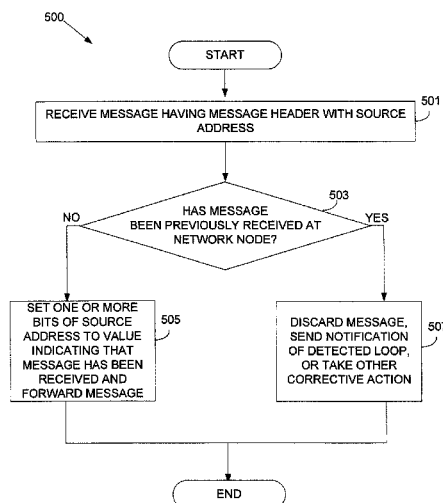 500
START
501
RECEIVE MESSAGE HAVING MESSAGE HEADER WITH SOURCE
ADDRESS
503
HAS MESSAGE
BEEN PREVIOUSLY RECEIVED AT
NETWORK NODE?
NO
YES
SET ONE OR MORE
BITS OF SOURCE
ADDRESS TO VALUE
INDICATING THAT
MESSAGE HAS BEEN
RECEIVED AND
FORWARD MESSAGE
505
DISCARD MESSAGE,
SEND NOTIFICATION
OF DETECTED LOOP,
OR TAKE OTHER
CORRECTIVE ACTION
END